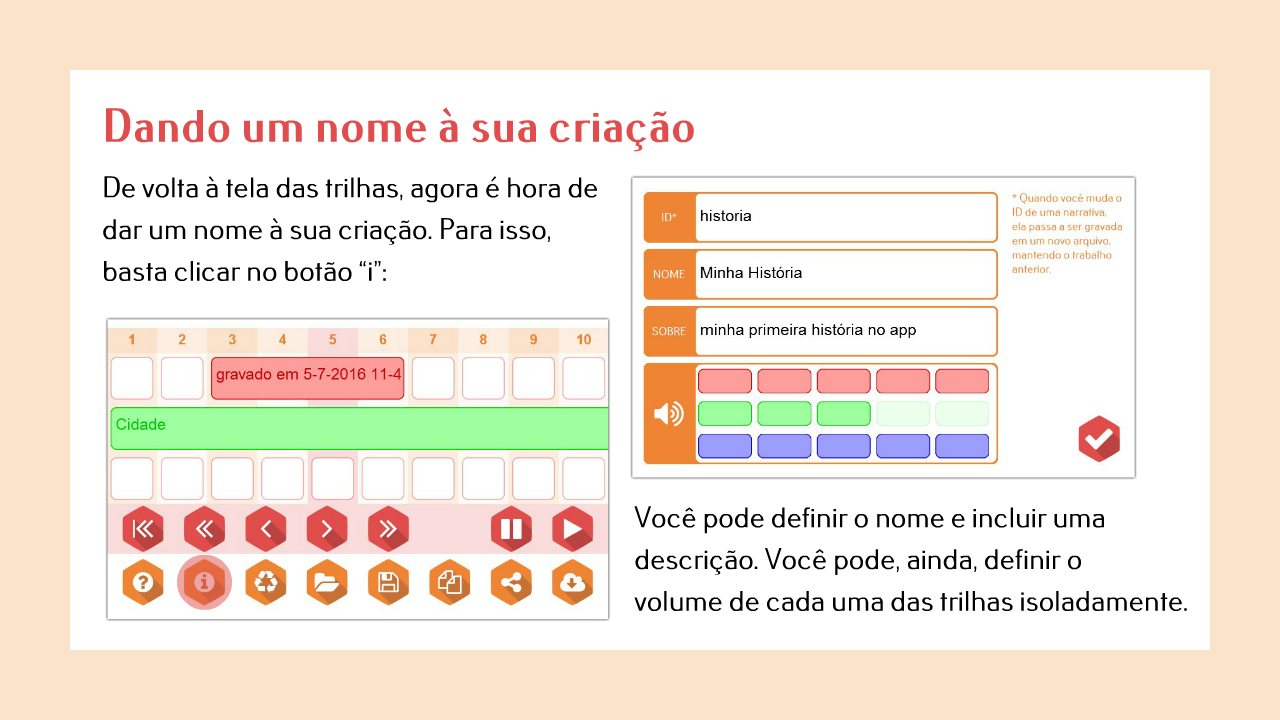 Dando um nome à sua criação
De volta à tela das trilhas, agora é hora de
dar um nome à sua criação. Para isso,
basta clicar no botão “i”:
1 2 3 4 5 6 7 8 9 10
gravado em 5-7-2016 11-4
Cidade
i
ID* historia
NOME Minha História
SOBRE minha primeira história no app
* Quando você muda o
ID de uma narrativa,
ela passa a ser gravada
em um novo arquivo,
mantendo o trabalho
anterior.
Você pode definir o nome e incluir uma
descrição. Você pode, ainda, definir o
volume de cada uma das trilhas isoladamente.